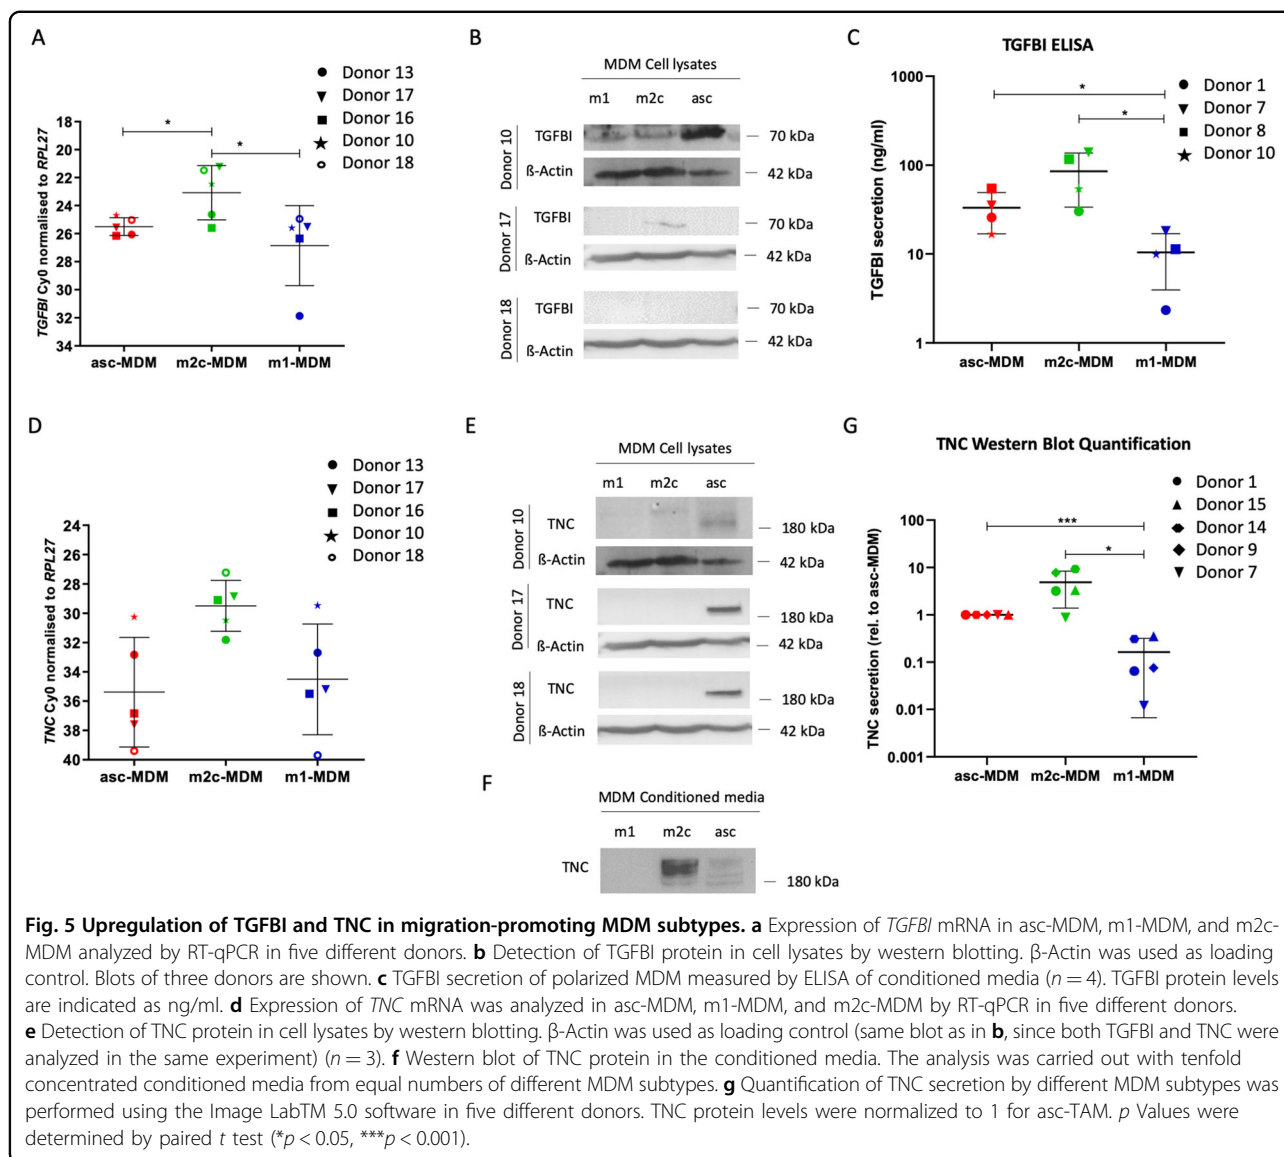 A
Donor 13
Donor 17
Donor 16
Donor 10
Donor 18
TGFBI Cy0 normalised to RPL27
18
20
22
24
26
28
30
32
34
*
*
asc-MDM m2c-MDM m1-MDM
B
MDM Cell lysates
m1 m2c asc
Donor 10
TGFBI — 70 kDa
ß-Actin — 42 kDa
Donor 17
TGFBI — 70 kDa
ß-Actin — 42 kDa
Donor 18
TGFBI — 70 kDa
ß-Actin — 42 kDa
C
TGFBI ELISA
Donor 1
Donor 7
Donor 8
Donor 10
TGFBI secretion (ng/ml)
1000
100
10
1
*
*
asc-MDM m2c-MDM m1-MDM
D
Donor 13
Donor 17
Donor 16
Donor 10
Donor 18
TNC Cy0 normalised to RPL27
24
26
28
30
32
34
36
38
40
asc-MDM m2c-MDM m1-MDM
E
MDM Cell lysates
m1 m2c asc
Donor 10
TNC — 180 kDa
ß-Actin — 42 kDa
Donor 17
TNC — 180 kDa
ß-Actin — 42 kDa
Donor 18
TNC — 180 kDa
ß-Actin — 42 kDa
F
MDM Conditioned media
m1 m2c asc
TNC — 180 kDa
G
TNC Western Blot Quantification
Donor 1
Donor 15
Donor 14
Donor 9
Donor 7
TNC secretion (rel. to asc-MDM)
100
10
1
0.1
0.01
0.001
***
*
asc-MDM m2c-MDM m1-MDM
Fig. 5 Upregulation of TGFBI and TNC in migration-promoting MDM subtypes. a Expression of TGFBI mRNA in asc-MDM, m1-MDM, and m2c-
MDM analyzed by RT-qPCR in five different donors. b Detection of TGFBI protein in cell lysates by western blotting. β-Actin was used as loading
control. Blots of three donors are shown. c TGFBI secretion of polarized MDM measured by ELISA of conditioned media (n = 4). TGFBI protein levels
are indicated as ng/ml. d Expression of TNC mRNA was analyzed in asc-MDM, m1-MDM, and m2c-MDM by RT-qPCR in five different donors.
e Detection of TNC protein in cell lysates by western blotting. β-Actin was used as loading control (same blot as in b, since both TGFBI and TNC were
analyzed in the same experiment) (n = 3). f Western blot of TNC protein in the conditioned media. The analysis was carried out with tenfold
concentrated conditioned media from equal numbers of different MDM subtypes. g Quantification of TNC secretion by different MDM subtypes was
performed using the Image LabTM 5.0 software in five different donors. TNC protein levels were normalized to 1 for asc-TAM. p Values were
determined by paired t test (*p < 0.05, ***p < 0.001).